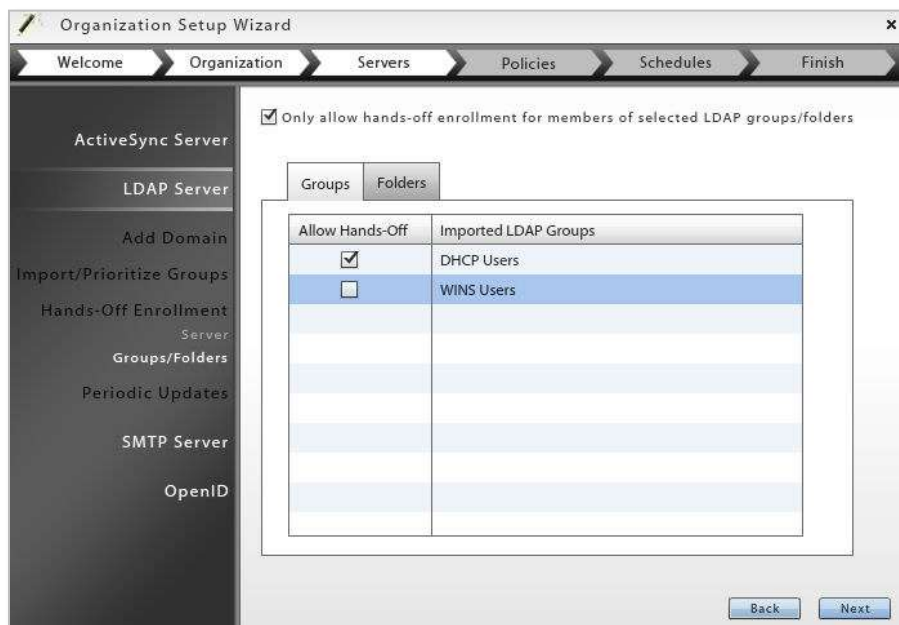 Organization Setup Wizard
Welcome Organization Servers Policies Schedules Finish
ActiveSync Server
LDAP Server
Add Domain
Import/Prioritize Groups
Hands-Off Enrollment
Server
Groups/Folders
Periodic Updates
SMTP Server
OpenID
Only allow hands-off enrollment for members of selected LDAP groups/folders
Groups Folders
Allow Hands-Off Imported LDAP Groups
DHCP Users
WINS Users
Back Next